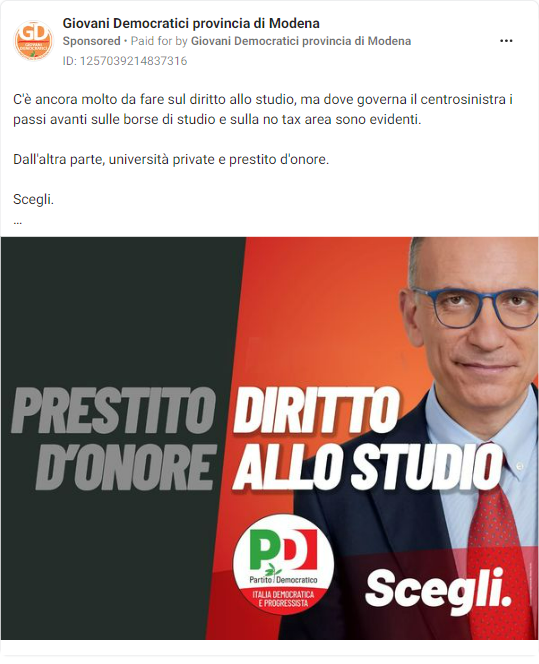 Giovani Democratici provincia di Modena
Sponsored • Paid for by Giovani Democratici provincia di Modena
ID: 1257039214837316
C'è ancora molto da fare sul diritto allo studio, ma dove governa il centrosinistra i
passi avanti sulle borse di studio e sulla no tax area sono evidenti.
Dall'altra parte, università private e prestito d'onore.
Scegli.
...
GD
GIOVANI
DEMOCRATICI
PRESTITO
D'ONORE
DIRITTO
ALLO STUDIO
PD
Partito Democratico
ITALIA DEMOCRATICA
E PROGRESSISTA
Scegli.